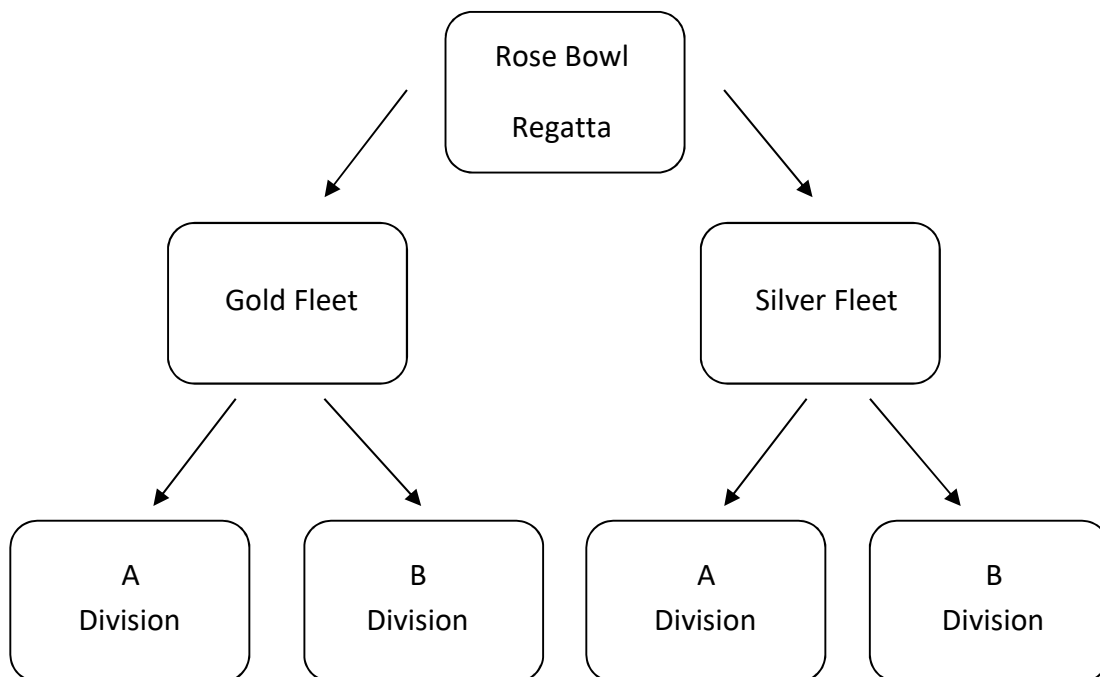 Rose Bowl
Regatta
Gold Fleet
Silver Fleet
A
Division
B
Division
A
Division
B
Division